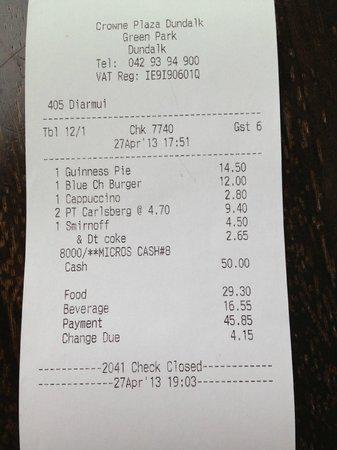 Crowne Plaza Dundalk
Green Park
Dundalk
Tel: 042 93 94 900
VAT Reg: IE9I90601Q
405 Diarmui
Tbl 12/1 Chk 7740 Gst 6
27Apr'13 17:51
1 Guinness Pie 14.50
1 Blue Ch Burger 12.00
1 Cappuccino 2.80
2 PT Carlsberg @ 4.70 9.40
1 Smirnoff 4.50
& Dt coke 2.65
8000/**MICROS CASH#8
Cash 50.00
Food 29.30
Beverage 16.55
Payment 45.85
Change Due 4.15
----------2041 Check Closed----------
----------27Apr'13 19:03----------